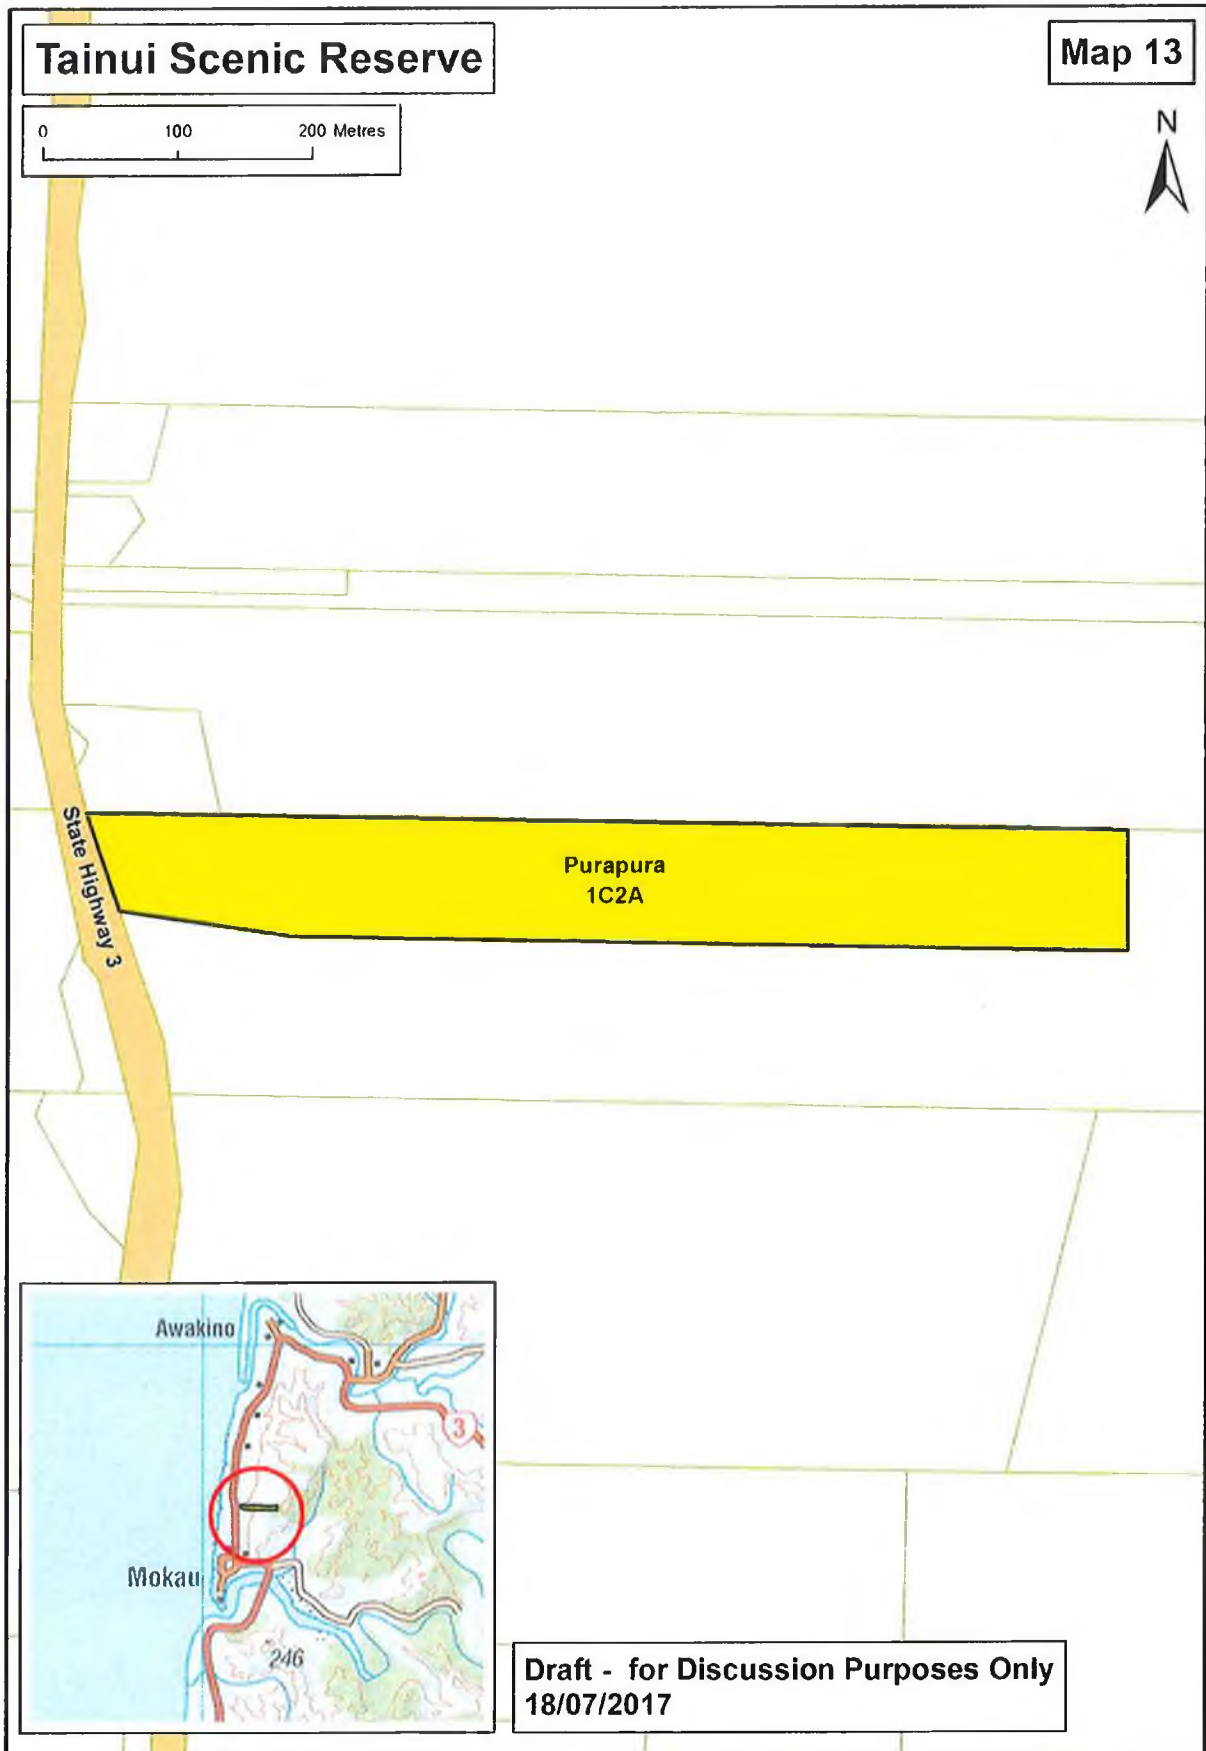 Tainui Scenic Reserve
Map 13
0 100 200 Metres
N
State Highway 3
Purapura
1C2A
Awakino
3
Mokau
246
Draft - for Discussion Purposes Only
18/07/2017